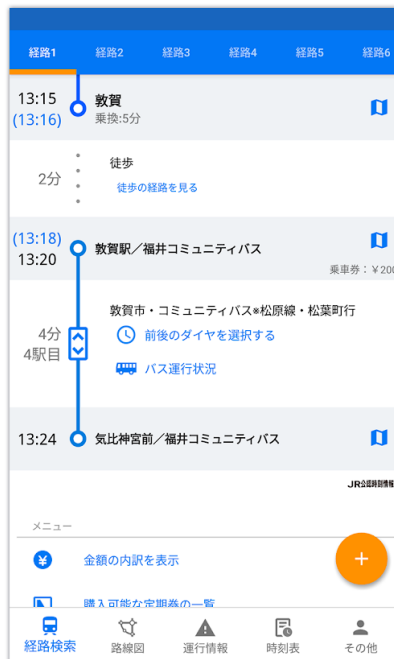 経路1 経路2 経路3 経路4 経路5 経路6
13:15 敦賀
(13:16) 乗換:5分
2分 徒歩
徒歩の経路を見る
(13:18) 敦賀駅／福井コミュニティバス
13:20
乗車券：￥200
敦賀市・コミュニティバス※松原線・松葉町行
4分 前後のダイヤを選択する
4駅目
バス運行状況
13:24 気比神宮前／福井コミュニティバス
JR公認時刻情報
メニュー
￥ 金額の内訳を表示
+
購入可能な定期券の一覧
経路検索 路線図 運行情報 時刻表 その他